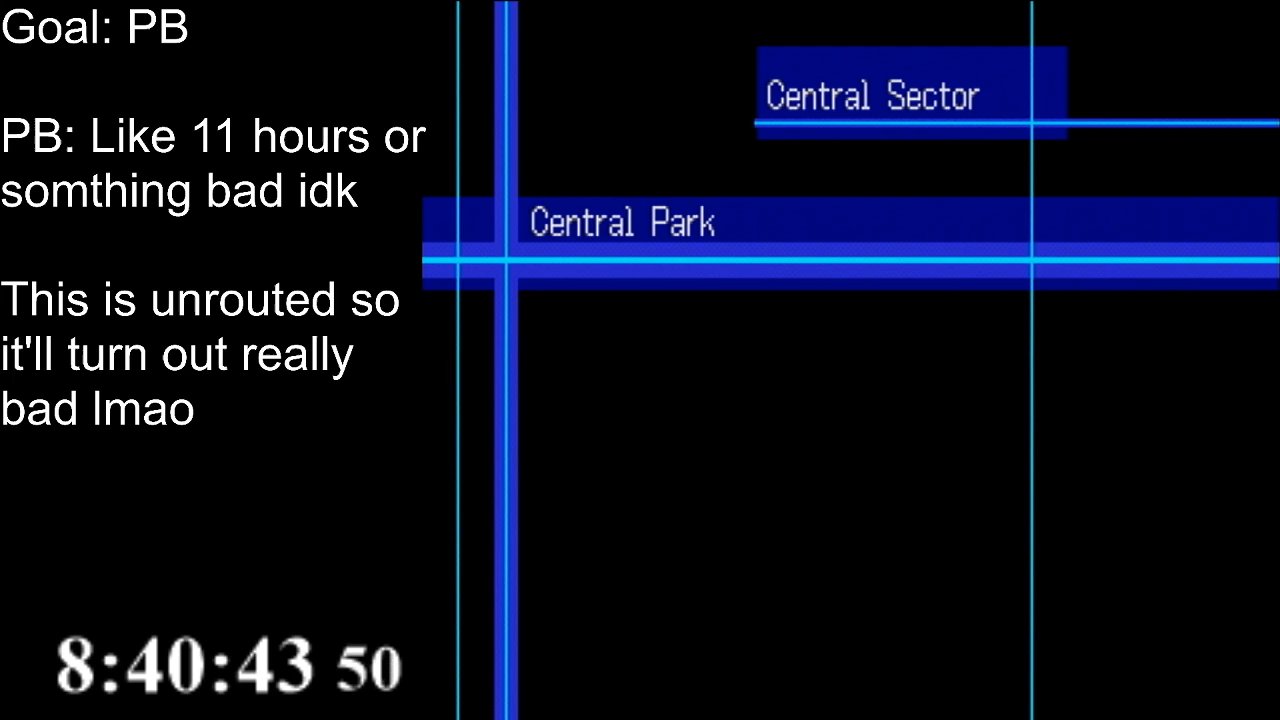 Goal: PB
PB: Like 11 hours or
somthing bad idk
This is unrouted so
it'll turn out really
bad lmao
Central Sector
Central Park
8:40:43 50